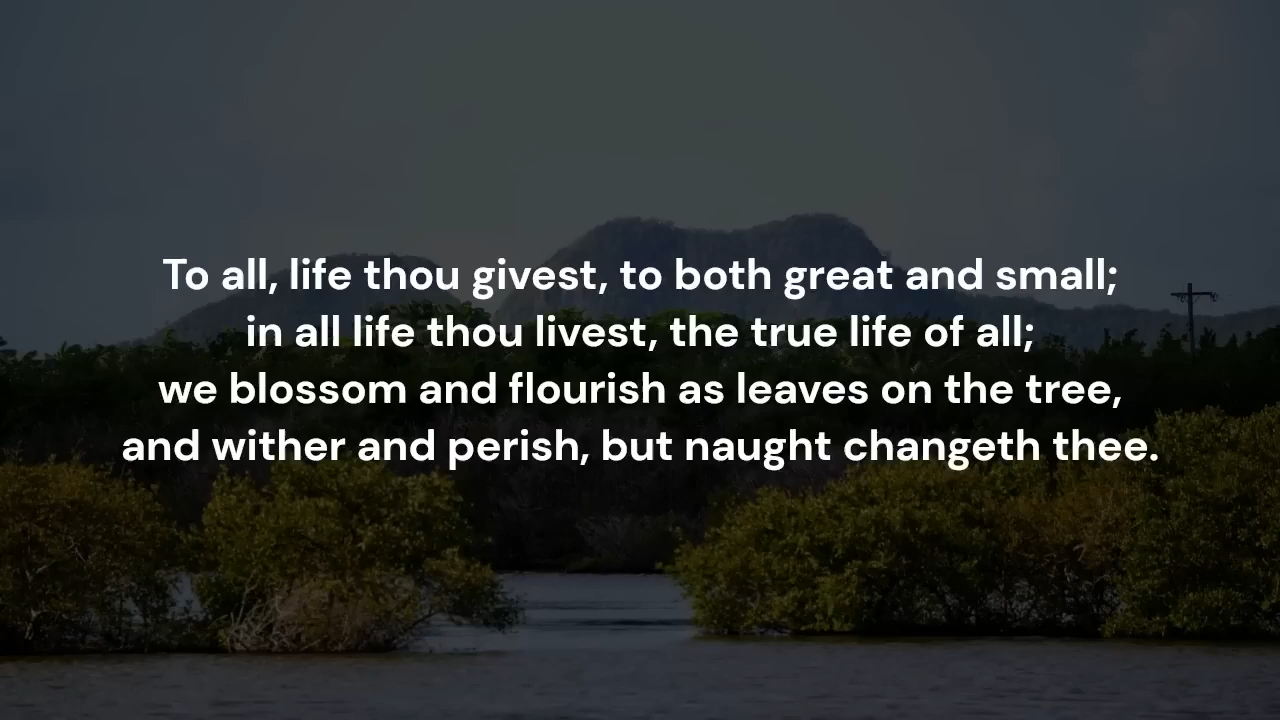 To all, life thou givest, to both great and small;
in all life thou livest, the true life of all;
we blossom and flourish as leaves on the tree,
and wither and perish, but naught changeth thee.